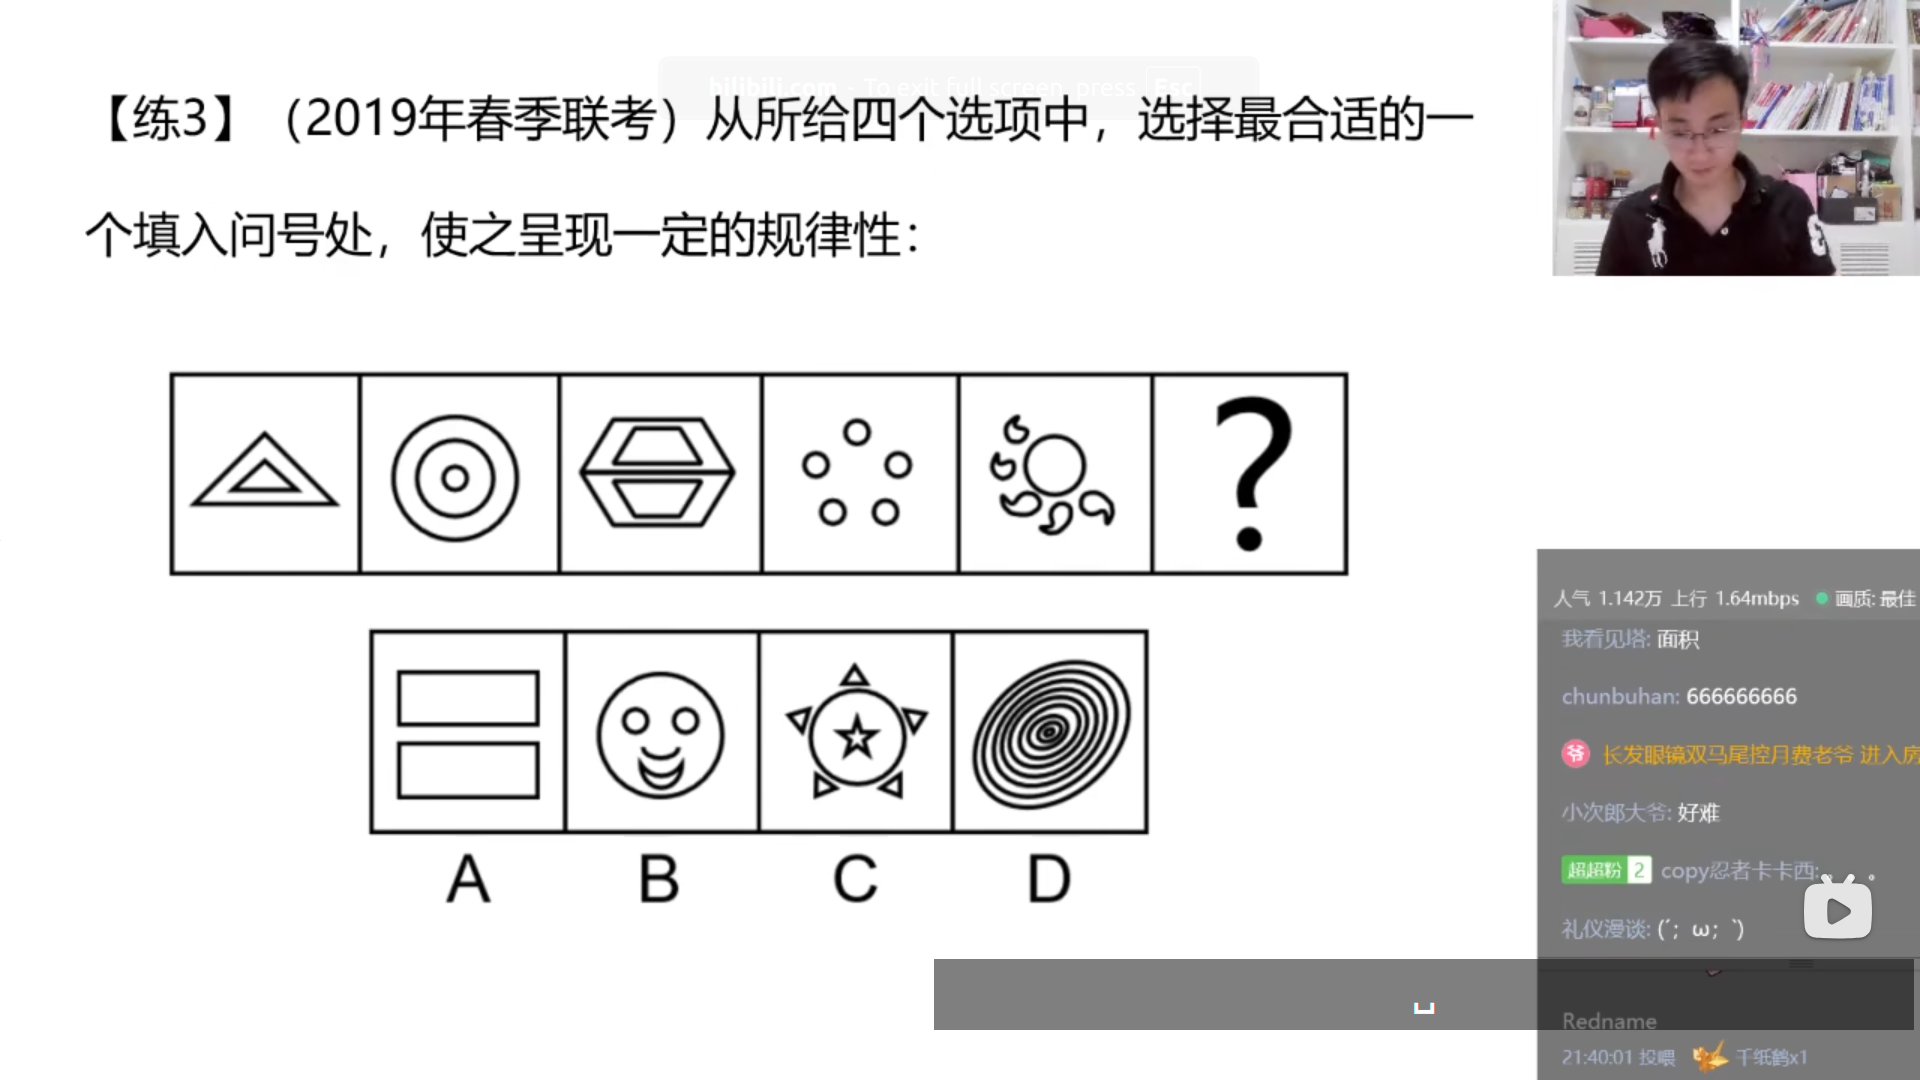 bilibili.com - To exit full screen, press Esc
【练3】（2019年春季联考）从所给四个选项中，选择最合适的一
个填入问号处，使之呈现一定的规律性：
?
A B C D
人气 1.142万 上行 1.64mbps 画质: 最佳
我看见塔: 面积
chunbuhan: 666666666
爷 长发眼镜双马尾控月费老爷 进入房
小次郎大爷: 好难
超超粉 2 copy忍者卡卡西: 。 。
礼仪漫谈: (´；ω；`)
Redname
21:40:01 投喂 千纸鹤x1